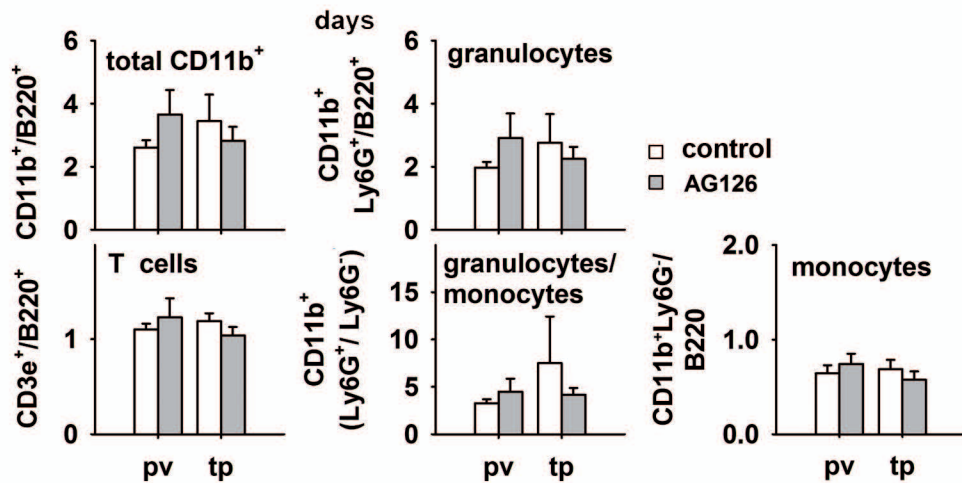 days
6
4
2
0
CD11b⁺/B220⁺
total CD11b⁺
6
4
2
0
CD11b⁺
Ly6G⁺/B220⁺
granulocytes
control
AG126
1
0
CD3e⁺/B220⁺
T cells
pv tp
15
10
5
0
CD11b⁺
(Ly6G⁺/ Ly6G⁻)
granulocytes/
monocytes
pv tp
2.0
1.0
0.0
CD11b⁺Ly6G⁻/
B220
monocytes
pv tp